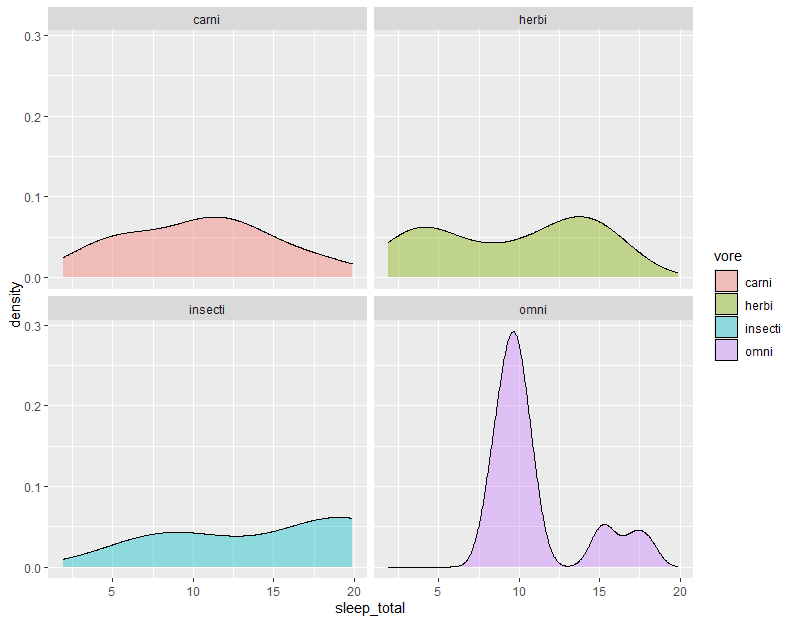 carni
herbi
0.3
0.2
0.1
0.0
insecti
omni
0.3
0.2
0.1
0.0
density
5
10
15
20
5
10
15
20
sleep_total
vore
carni
herbi
insecti
omni